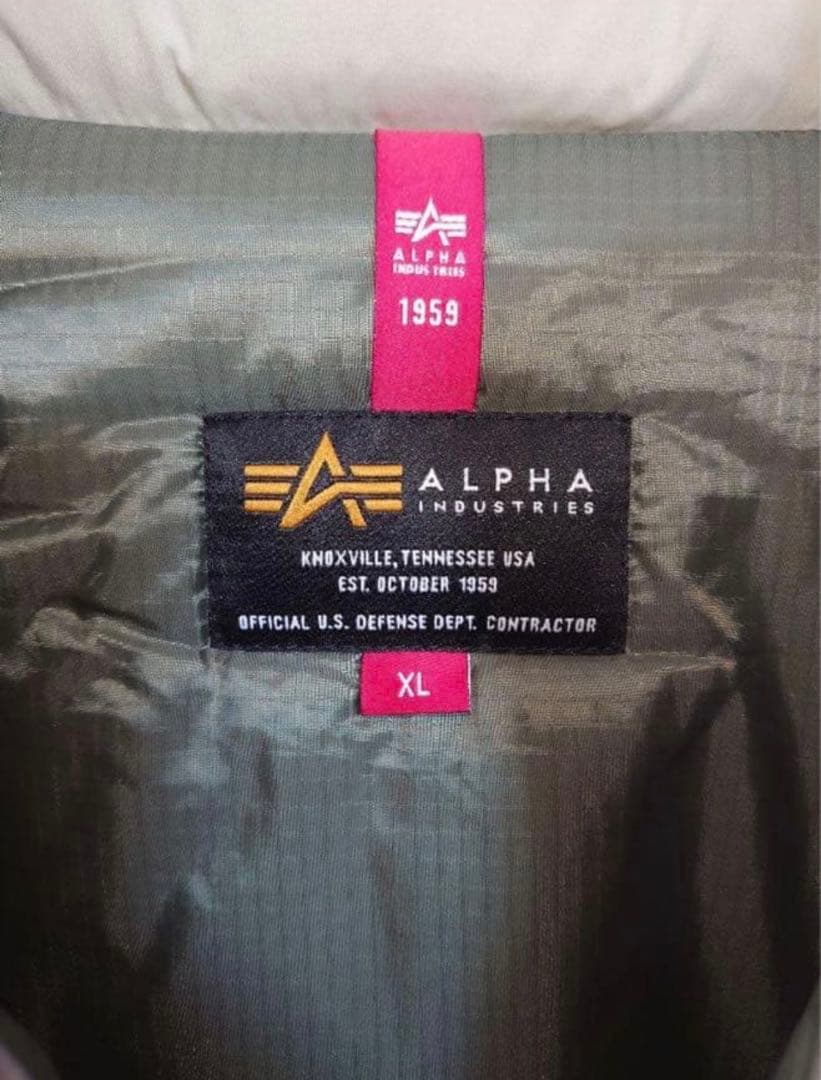 ALPHA
INDUSTRIES
1959
ALPHA
INDUSTRIES
KNOXVILLE, TENNESSEE USA
EST. OCTOBER 1959
OFFICIAL U.S. DEFENSE DEPT. CONTRACTOR
XL